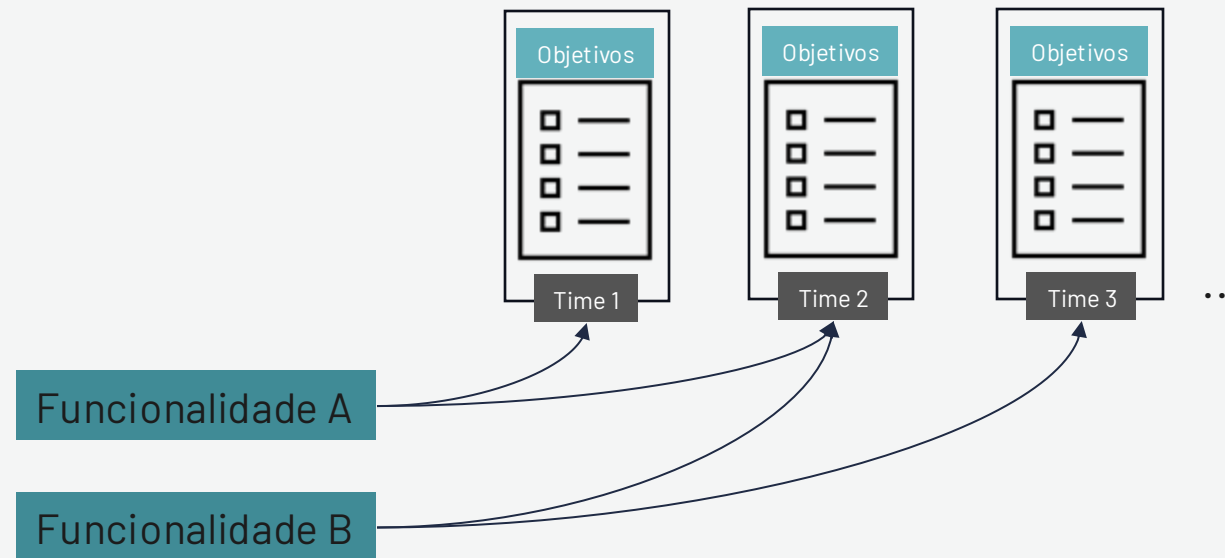 Objetivos
Objetivos
Objetivos
Time 1
Time 2
Time 3
..
Funcionalidade A
Funcionalidade B